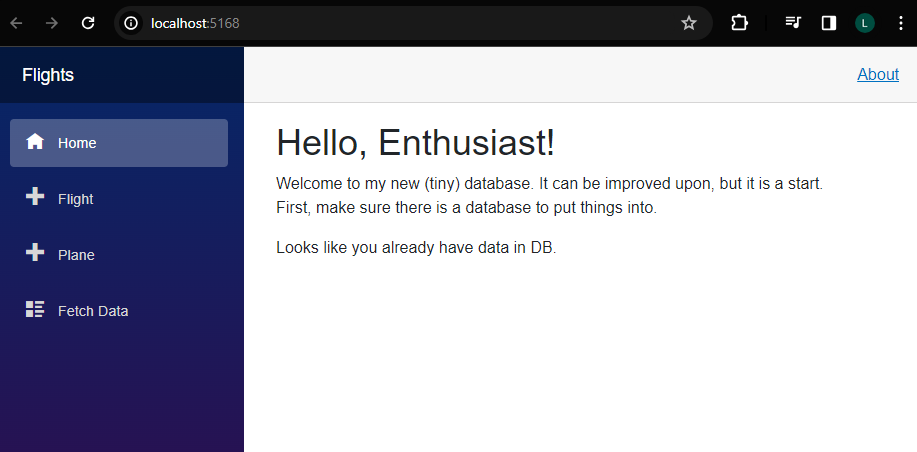 localhost:5168
L
Flights
About
Home
Flight
Plane
Fetch Data
Hello, Enthusiast!
Welcome to my new (tiny) database. It can be improved upon, but it is a start.
First, make sure there is a database to put things into.
Looks like you already have data in DB.